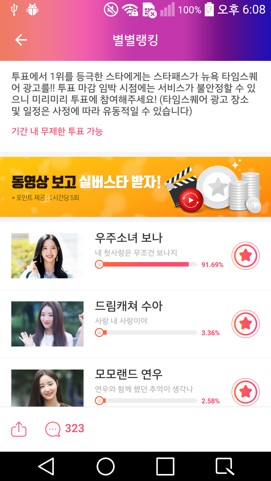 100% 오후 6:08
별별랭킹
투표에서 1위를 등극한 스타에게는 스타패스가 뉴욕 타임스퀘
어 광고를!! 투표 마감 임박 시점에는 서비스가 불안정할 수 있
으니 미리미리 투표에 참여해주세요! (타임스퀘어 광고 장소
및 일정은 사정에 따라 유동적일 수 있습니다)
기간 내 무제한 투표 가능
동영상 보고 실버스타 받자!
* 포인트 제공 : 1시간당 5회
우주소녀 보나
내 첫사랑은 무조건 보나지
91.69%
드림캐쳐 수아
사랑 내 사랑이야
3.36%
모모랜드 연우
연우와 함께 했던 추억이 생각나
2.58%
323